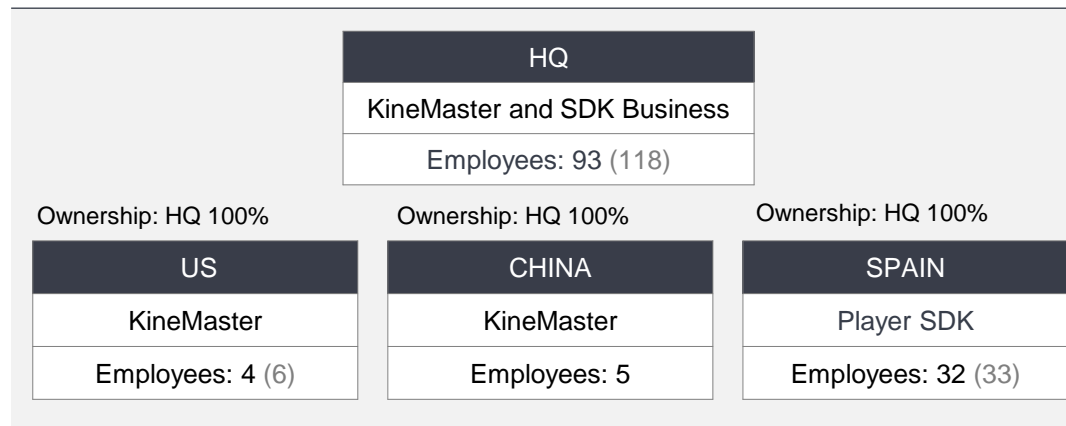 HQ
KineMaster and SDK Business
Employees: 93 (118)
Ownership: HQ 100%
Ownership: HQ 100%
Ownership: HQ 100%
US
CHINA
SPAIN
KineMaster
KineMaster
Player SDK
Employees: 4 (6)
Employees: 5
Employees: 32 (33)